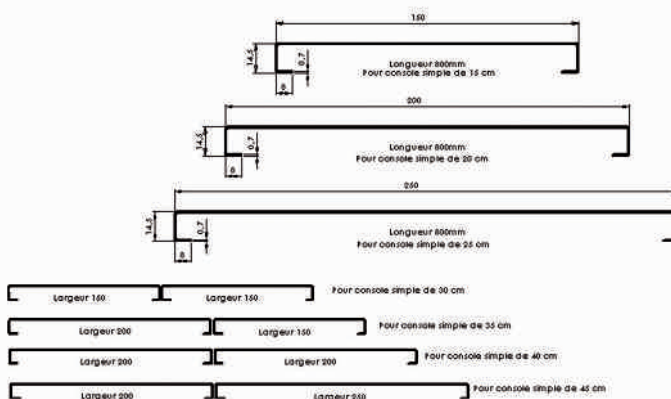 150
14,5
0,7
8
Longueur 800mm
Pour console simple de 15 cm
200
14,5
0,7
8
Longueur 800mm
Pour console simple de 20 cm
250
14,5
0,7
8
Longueur 800mm
Pour console simple de 25 cm
Largeur 150 Largeur 150 Pour console simple de 30 cm
Largeur 200 Largeur 150 Pour console simple de 35 cm
Largeur 200 Largeur 200 Pour console simple de 40 cm
Largeur 200 Largeur 250 Pour console simple de 45 cm